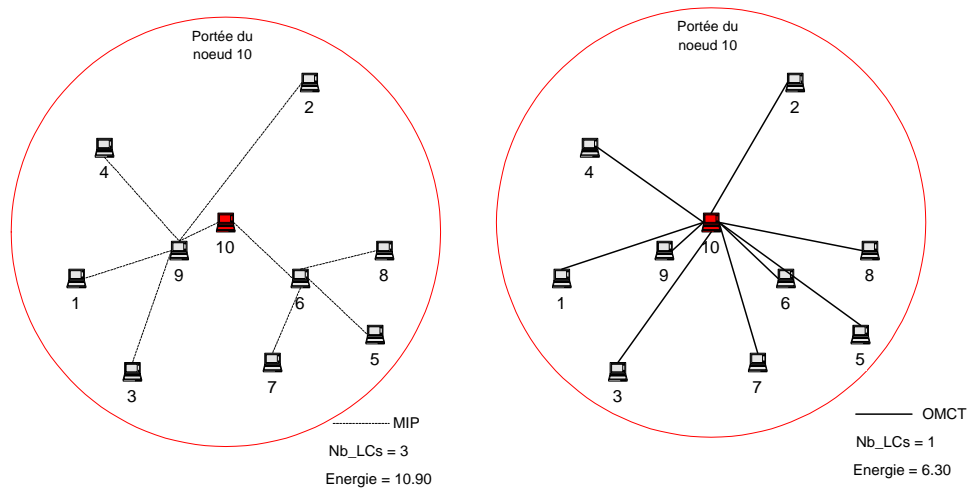 Portée du
noeud 10
2
4
10
9
8
1
6
5
7
3
MIP
Nb_LCs = 3
Energie = 10.90
Portée du
noeud 10
2
4
10
9
8
1
6
5
7
3
OMCT
Nb_LCs = 1
Energie = 6.30